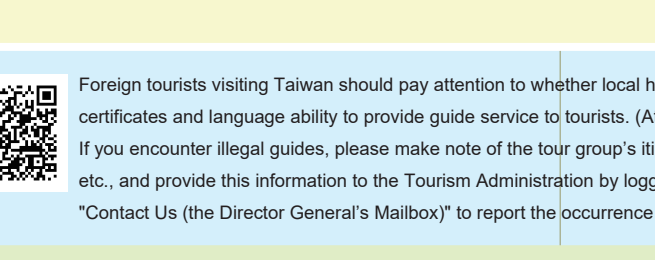 Foreign tourists visiting Taiwan should pay attention to whether local
certificates and language ability to provide guide service to tourists.
If you encounter illegal guides, please make note of the tour group's
etc., and provide this information to the Tourism Administration by
"Contact Us (the Director General's Mailbox)" to report the occurrence